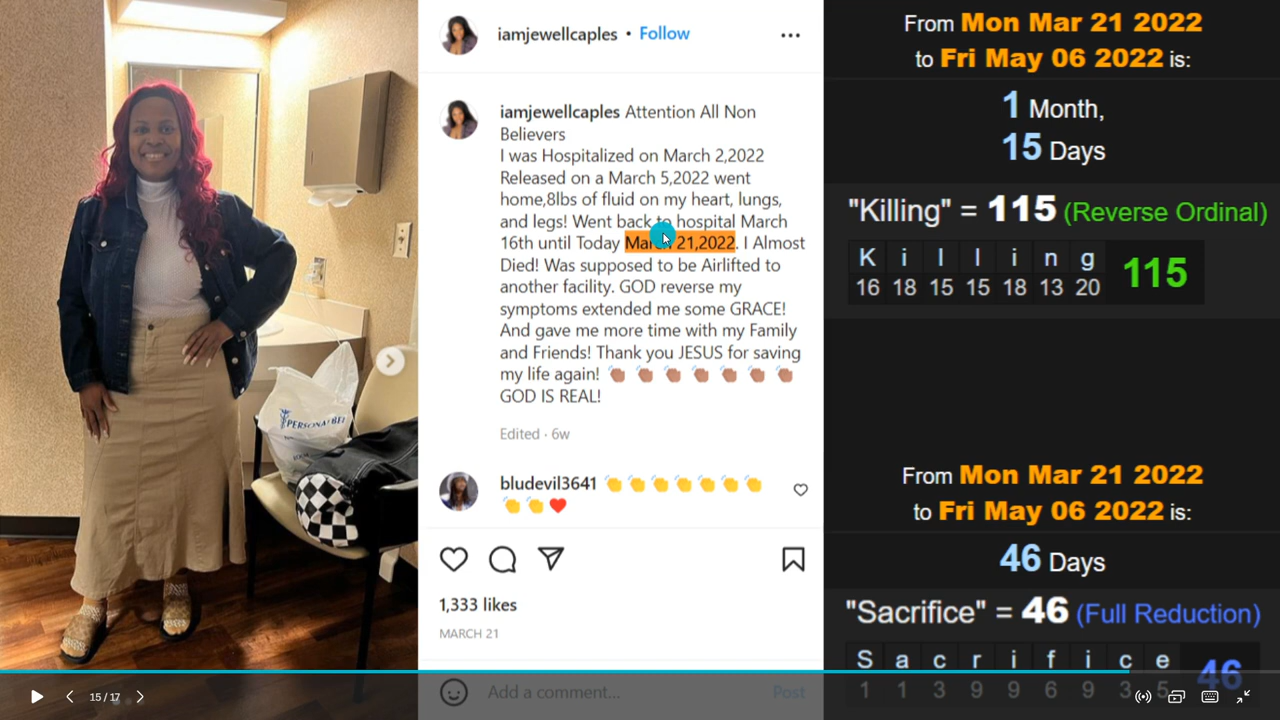 iamjewellcaples • Follow
iamjewellcaples Attention All Non
Believers
I was Hospitalized on March 2,2022
Released on a March 5,2022 went
home,8lbs of fluid on my heart, lungs,
and legs! Went back to hospital March
16th until Today March 21,2022. I Almost
Died! Was supposed to be Airlifted to
another facility. GOD reverse my
symptoms extended me some GRACE!
And gave me more time with my Family
and Friends! Thank you JESUS for saving
my life again! 👏🏽 👏🏽 👏🏽 👏🏽 👏🏽 👏🏽 👏🏽
GOD IS REAL!
Edited · 6w
bludevil3641 👏 👏 👏 👏 👏 👏 👏
👏 👏 ❤️
1,333 likes
MARCH 21
Add a comment...
Post
From Mon Mar 21 2022
to Fri May 06 2022 is:
1 Month,
15 Days
"Killing" = 115 (Reverse Ordinal)
K i l l i n g
16 18 15 15 18 13 20
115
From Mon Mar 21 2022
to Fri May 06 2022 is:
46 Days
"Sacrifice" = 46 (Full Reduction)
S a c r i f i c e
1 1 3 9 9 6 9 3 5
46
15 / 17